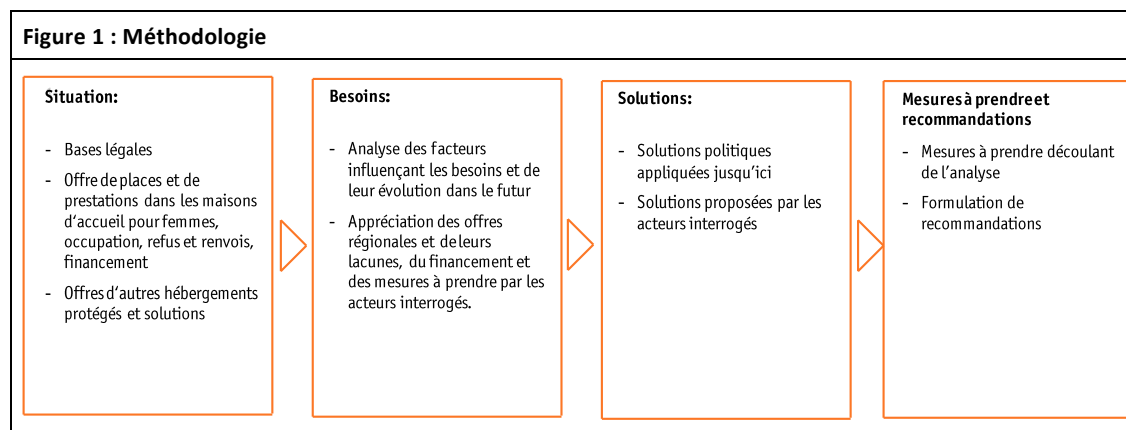 Figure 1 : Méthodologie
Situation:
- Bases légales
- Offre de places et de
prestations dans les maisons
d'accueil pour femmes,
occupation, refus et renvois,
financement
- Offres d'autres hébergements
protégés et solutions
Besoins:
- Analyse des facteurs
influençant les besoins et de
leur évolution dans le futur
- Appréciation des offres
régionales et de leurs
lacunes, du financement et
des mesures à prendre par les
acteurs interrogés.
Solutions:
- Solutions politiques
appliquées jusqu'ici
- Solutions proposées par les
acteurs interrogés
Mesures à prendre et
recommandations
- Mesures à prendre découlant
de l'analyse
- Formulation de
recommandations